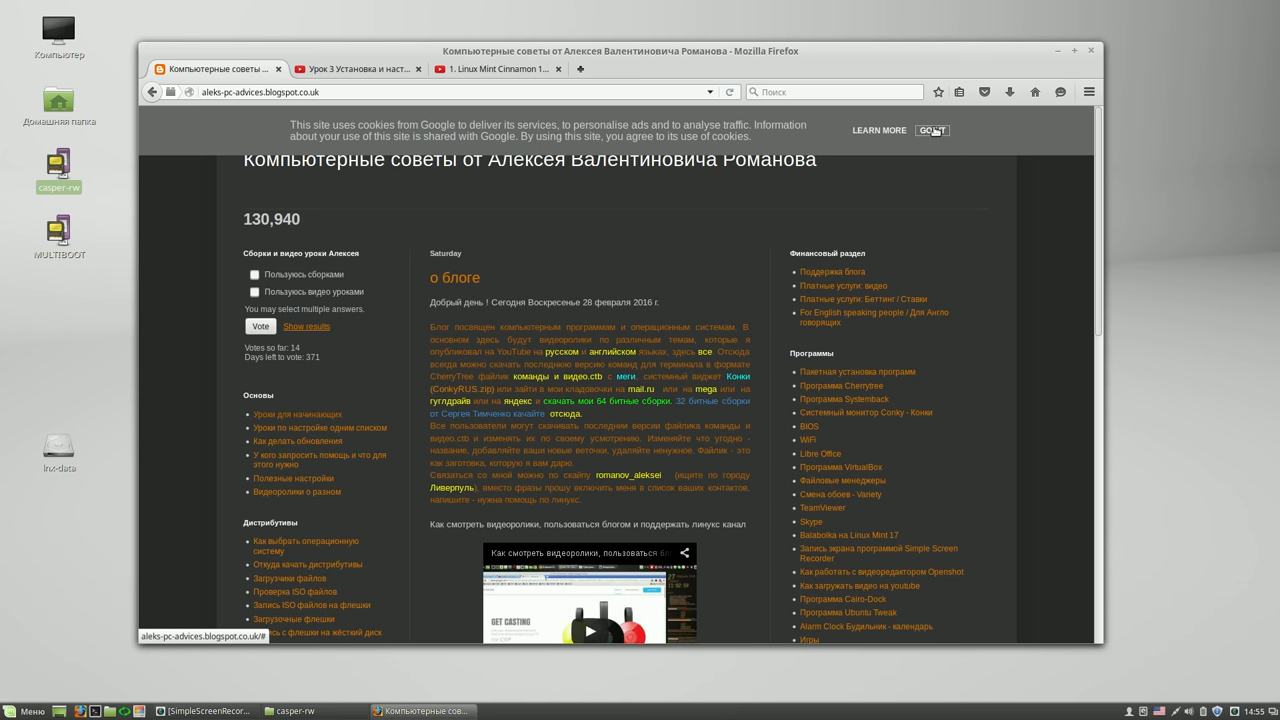 Компьютер
Домашняя папка
casper-rw
MULTIBOOT
lnx-data
Компьютерные советы от Алексея Валентиновича Романова - Mozilla Firefox
Компьютерные советы ...
Урок 3 Установка и наст...
1. Linux Mint Cinnamon 1...
aleks-pc-advices.blogspot.co.uk
Поиск
This site uses cookies from Google to deliver its services, to personalise ads and to analyse traffic. Information
about your use of this site is shared with Google. By using this site, you agree to its use of cookies.
LEARN MORE
Компьютерные советы от Алексея Валентиновича Романова
130,940
Сборки и видео уроки Алексея
Пользуюсь сборками
Пользуюсь видео уроками
You may select multiple answers.
Vote
Show results
Votes so far: 14
Days left to vote: 371
Основы
Уроки для начинающих
Уроки по настройке одним списком
Как делать обновления
У кого запросить помощь и что для
этого нужно
Полезные настройки
Видеоролики о разном
Дистрибутивы
Как выбрать операционную
систему
Откуда качать дистрибутивы
Загрузчики файлов
Проверка ISO файлов
Запись ISO файлов на флешки
Загрузочные флешки
с флешки на жёсткий диск
aleks-pc-advices.blogspot.co.uk/#
Saturday
о блоге
Добрый день ! Сегодня Воскресенье 28 февраля 2016 г.
Блог посвящен компьютерным программам и операционным системам. В
основном здесь будут видеоролики по различным темам, которые я
опубликовал на YouTube на русском и английском языках, здесь все. Отсюда
всегда можно скачать последнюю версию команд для терминала в формате
CherryTree файлик команды и видео.ctb с меги, системный виджет Конки
(ConkyRUS.zip) или зайти в мои кладовочки на mail.ru или на mega или на
гуглдрайв или на яндекс и скачать мои 64 битные сборки. 32 битные сборки
от Сергея Тимченко качайте отсюда.
Все пользователи могут скачивать последнии версии файлика команды и
видео.ctb и изменять их по своему усмотрению. Изменяйте что угодно -
название, добавляйте ваши новые веточки, удаляйте ненужное. Файлик - это
как заготовка, которую я вам дарю.
Связаться со мной можно по скайпу romanov_aleksei (ищите по городу
Ливерпуль), вместо фразы прошу включить меня в список ваших контактов,
напишите - нужна помощь по линукс.
Как смотреть видеоролики, пользоваться блогом и поддержать линукс канал
Как смотреть видеоролики, пользоваться бл
GET CASTING
Финансовый раздел
Поддержка блога
Платные услуги: видео
Платные услуги: Беттинг / Ставки
For English speaking people / Для Англо
говорящих
Программы
Пакетная установка программ
Программа Cherrytree
Программа Systemback
Системный монитор Conky - Конки
BIOS
WiFi
Libre Office
Программа VirtualBox
Файловые менеджеры
Смена обоев - Variety
TeamViewer
Skype
Balabolka на Linux Mint 17
Запись экрана программой Simple Screen
Recorder
Как работать с видеоредактором Openshot
Как загружать видео на youtube
Программа Cairo-Dock
Программа Ubuntu Tweak
Alarm Clock Будильник - календарь
Игры
Меню
[SimpleScreenRecor...
casper-rw
Компьютерные сов...
14:55